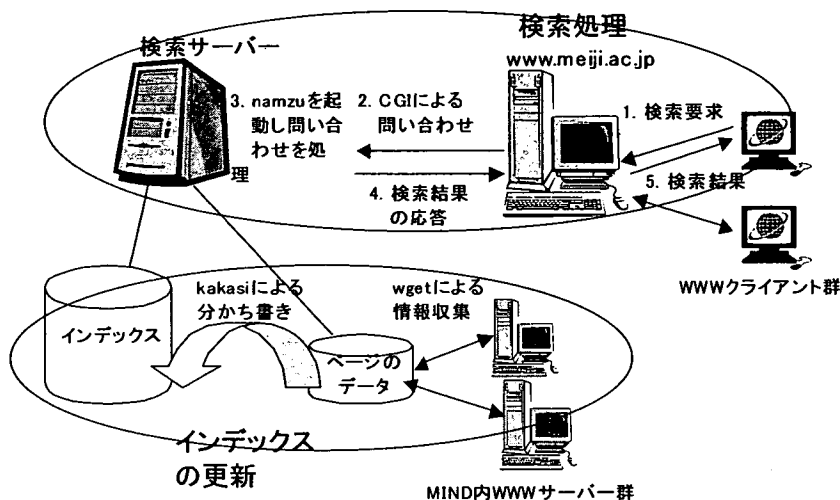 検索処理
www.meiji.ac.jp
検索サーバー
3. namzuを起
動し問い合
わせを処
理
2. CGIによる
問い合わせ
1. 検索要求
4. 検索結果
の応答
5. 検索結果
WWWクライアント群
インデックス
kakasiによる
分かち書き
wgetによる
情報収集
ページの
データ
インデックス
の更新
MIND内WWWサーバー群